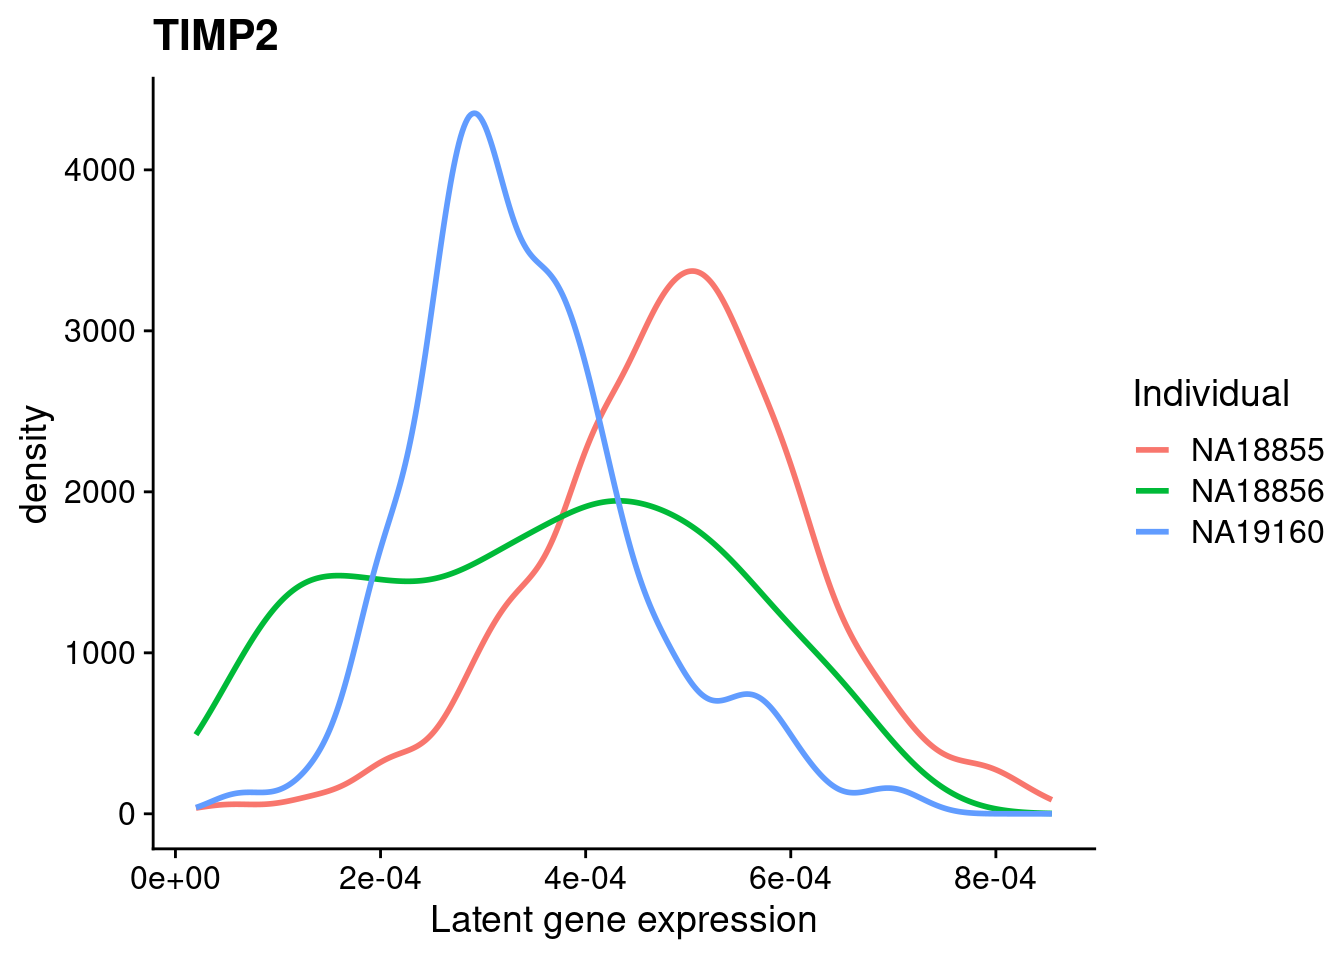 TIMP2
4000
3000
2000
1000
0
density
0e+00 2e-04 4e-04 6e-04 8e-04
Latent gene expression
Individual
NA18855
NA18856
NA19160